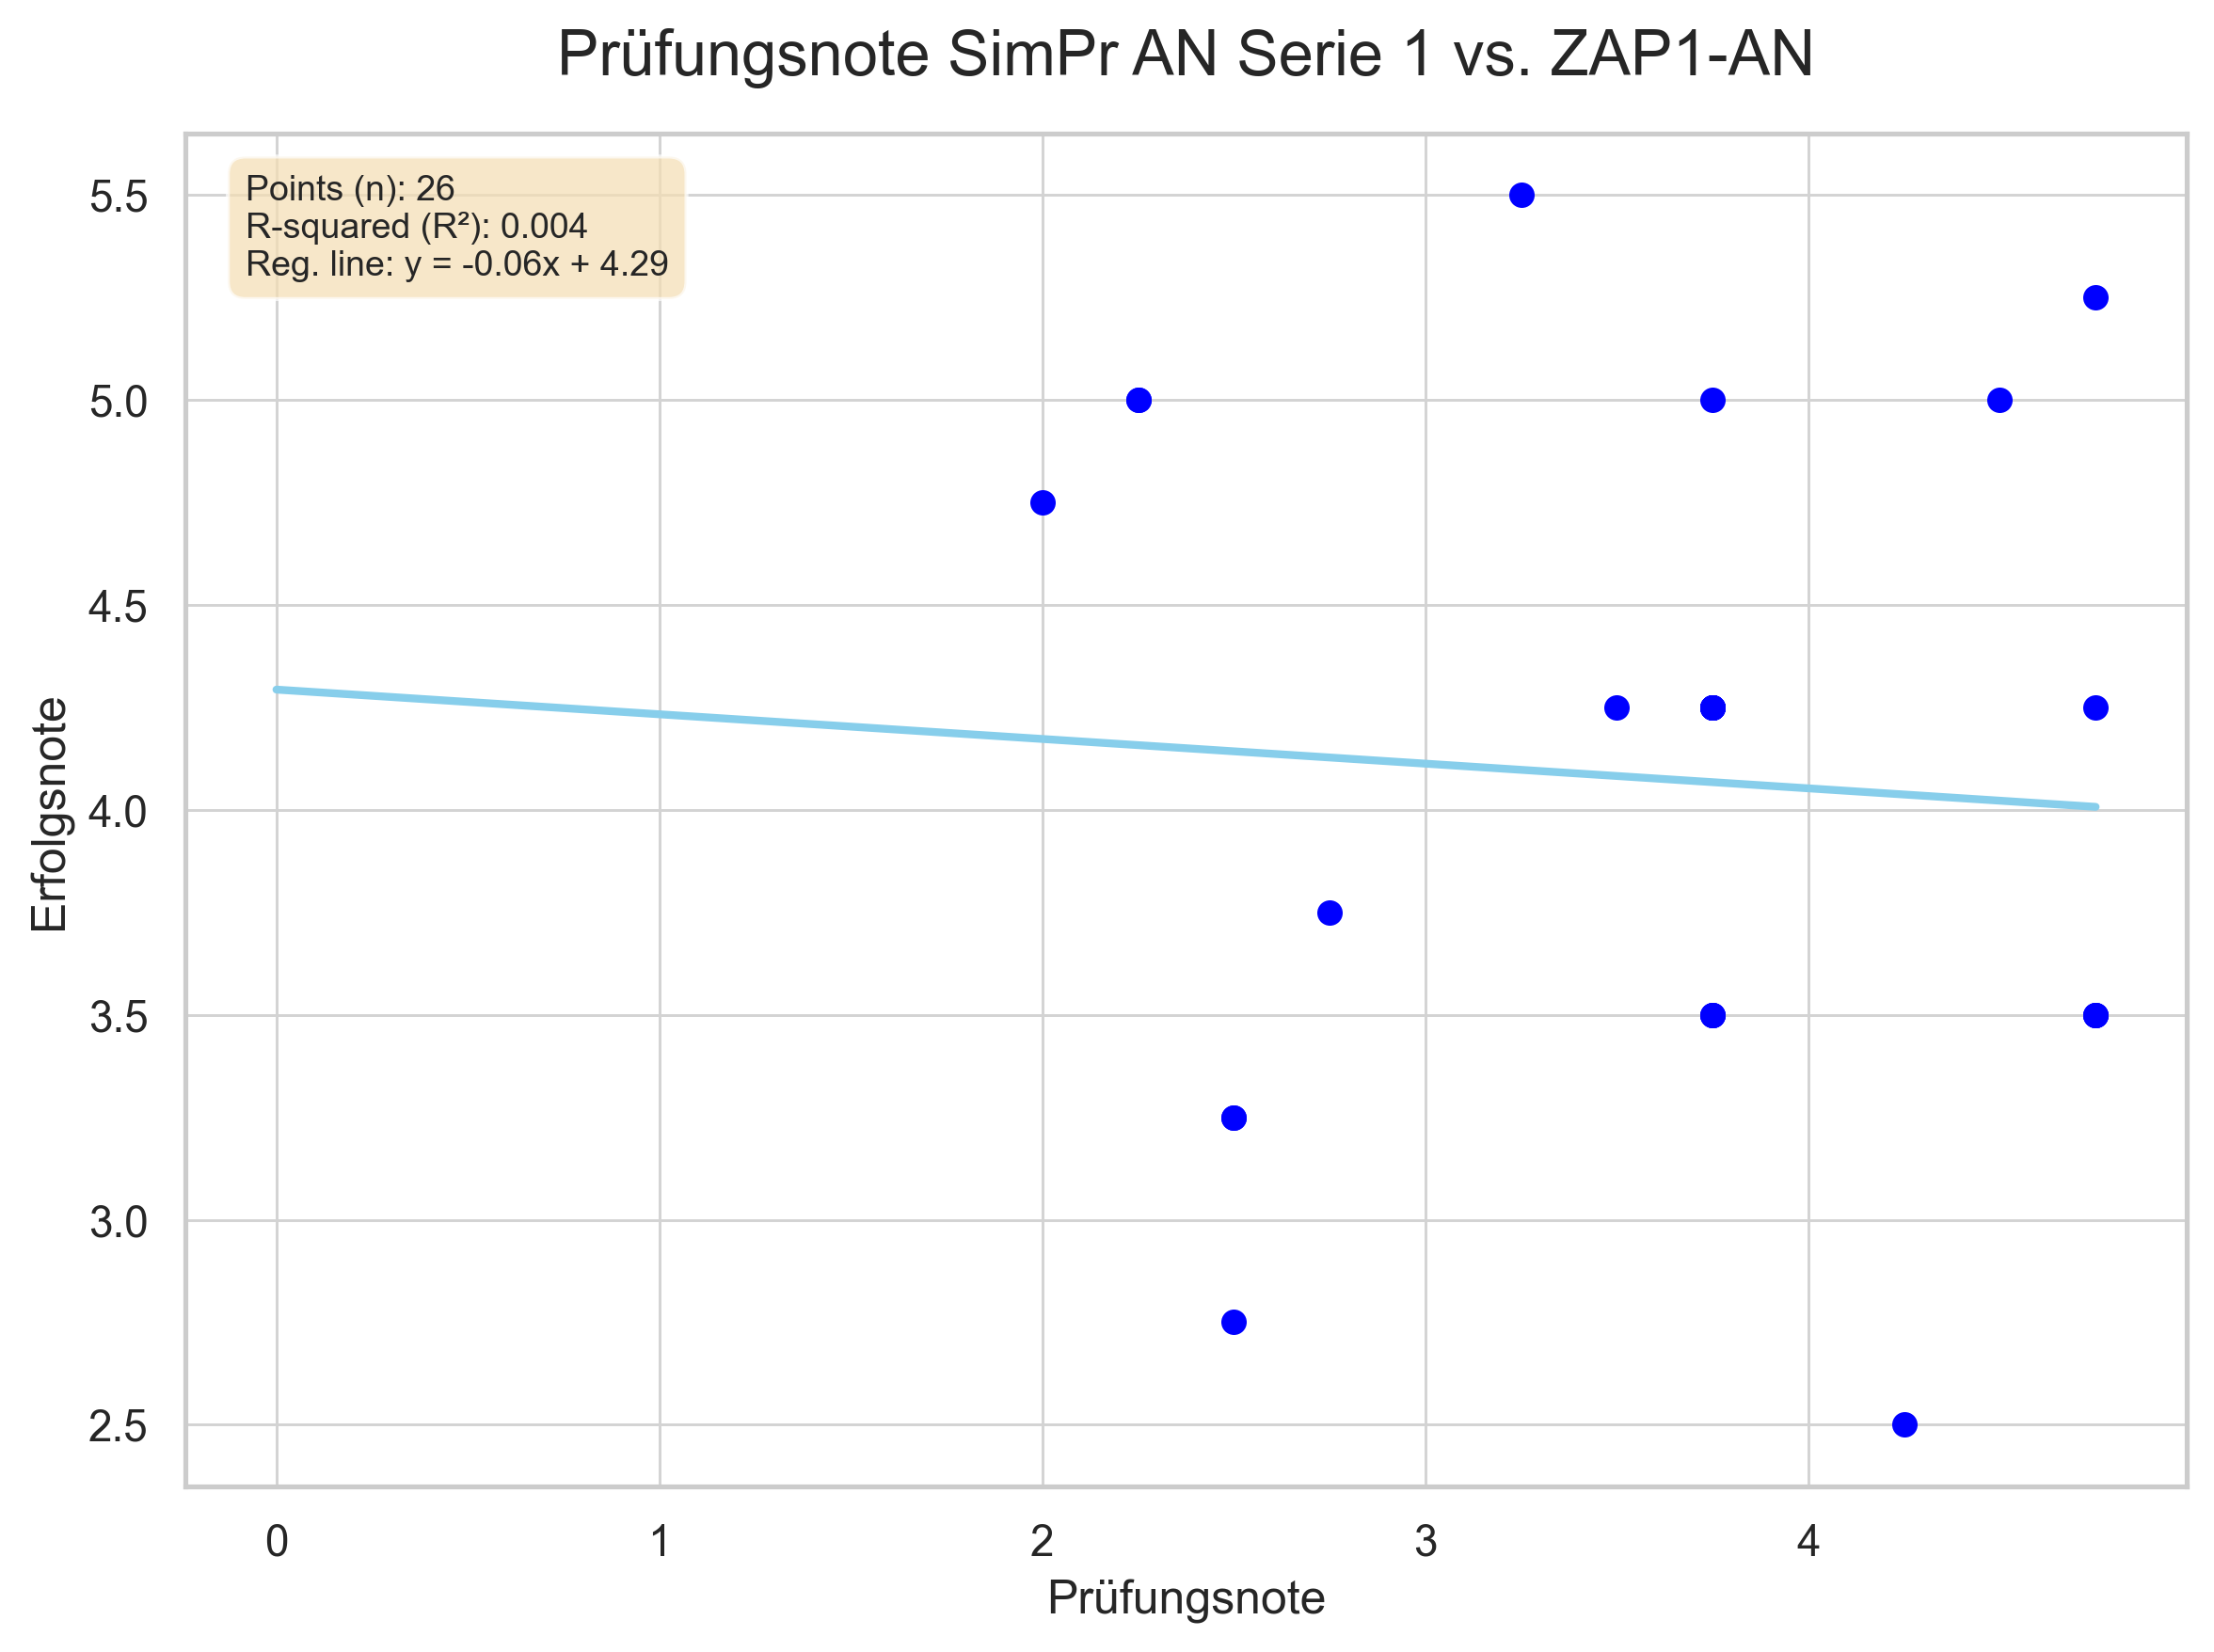 Prüfungsnote SimPr AN Serie 1 vs. ZAP1-AN
Points (n): 26
R-squared (R²): 0.004
Reg. line: y = -0.06x + 4.29
5.5
5.0
4.5
4.0
3.5
3.0
2.5
Erfolgsnote
0 1 2 3 4
Prüfungsnote